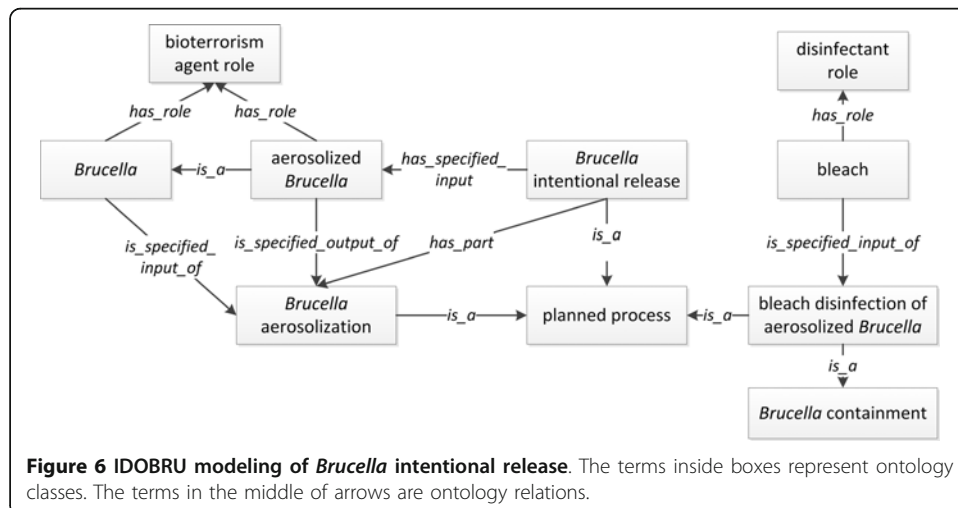 bioterrorism
agent role
disinfectant
role
has_role
has_role
has_role
Brucella
is_a
aerosolized
Brucella
has_specified_
input
Brucella
intentional release
bleach
is_specified_
input_of
is_specified_output_of
has_part
is_a
is_specified_input_of
Brucella
aerosolization
is_a
planned process
is_a
bleach disinfection of
aerosolized Brucella
is_a
Brucella containment
Figure 6 IDOBRU modeling of Brucella intentional release. The terms inside boxes represent ontology
classes. The terms in the middle of arrows are ontology relations.